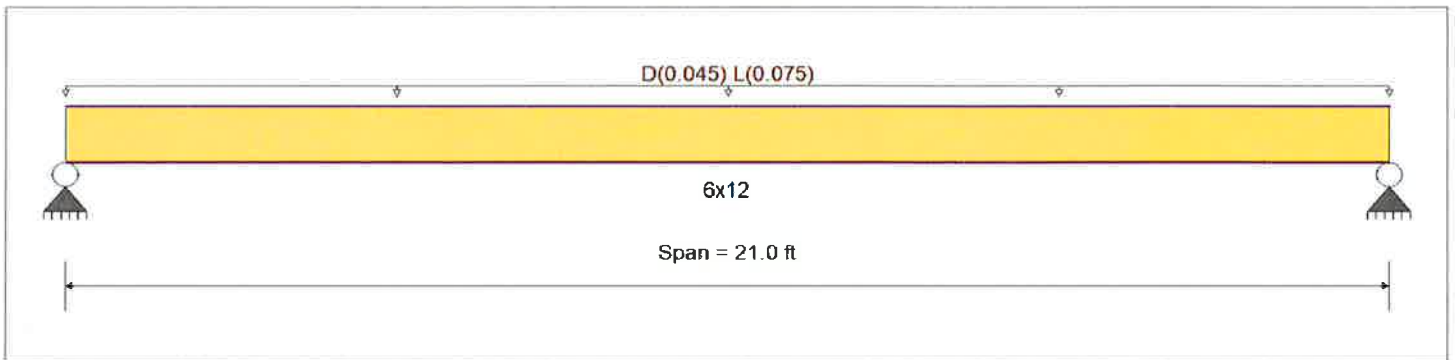 D(0.045) L(0.075)
6x12
Span = 21.0 ft